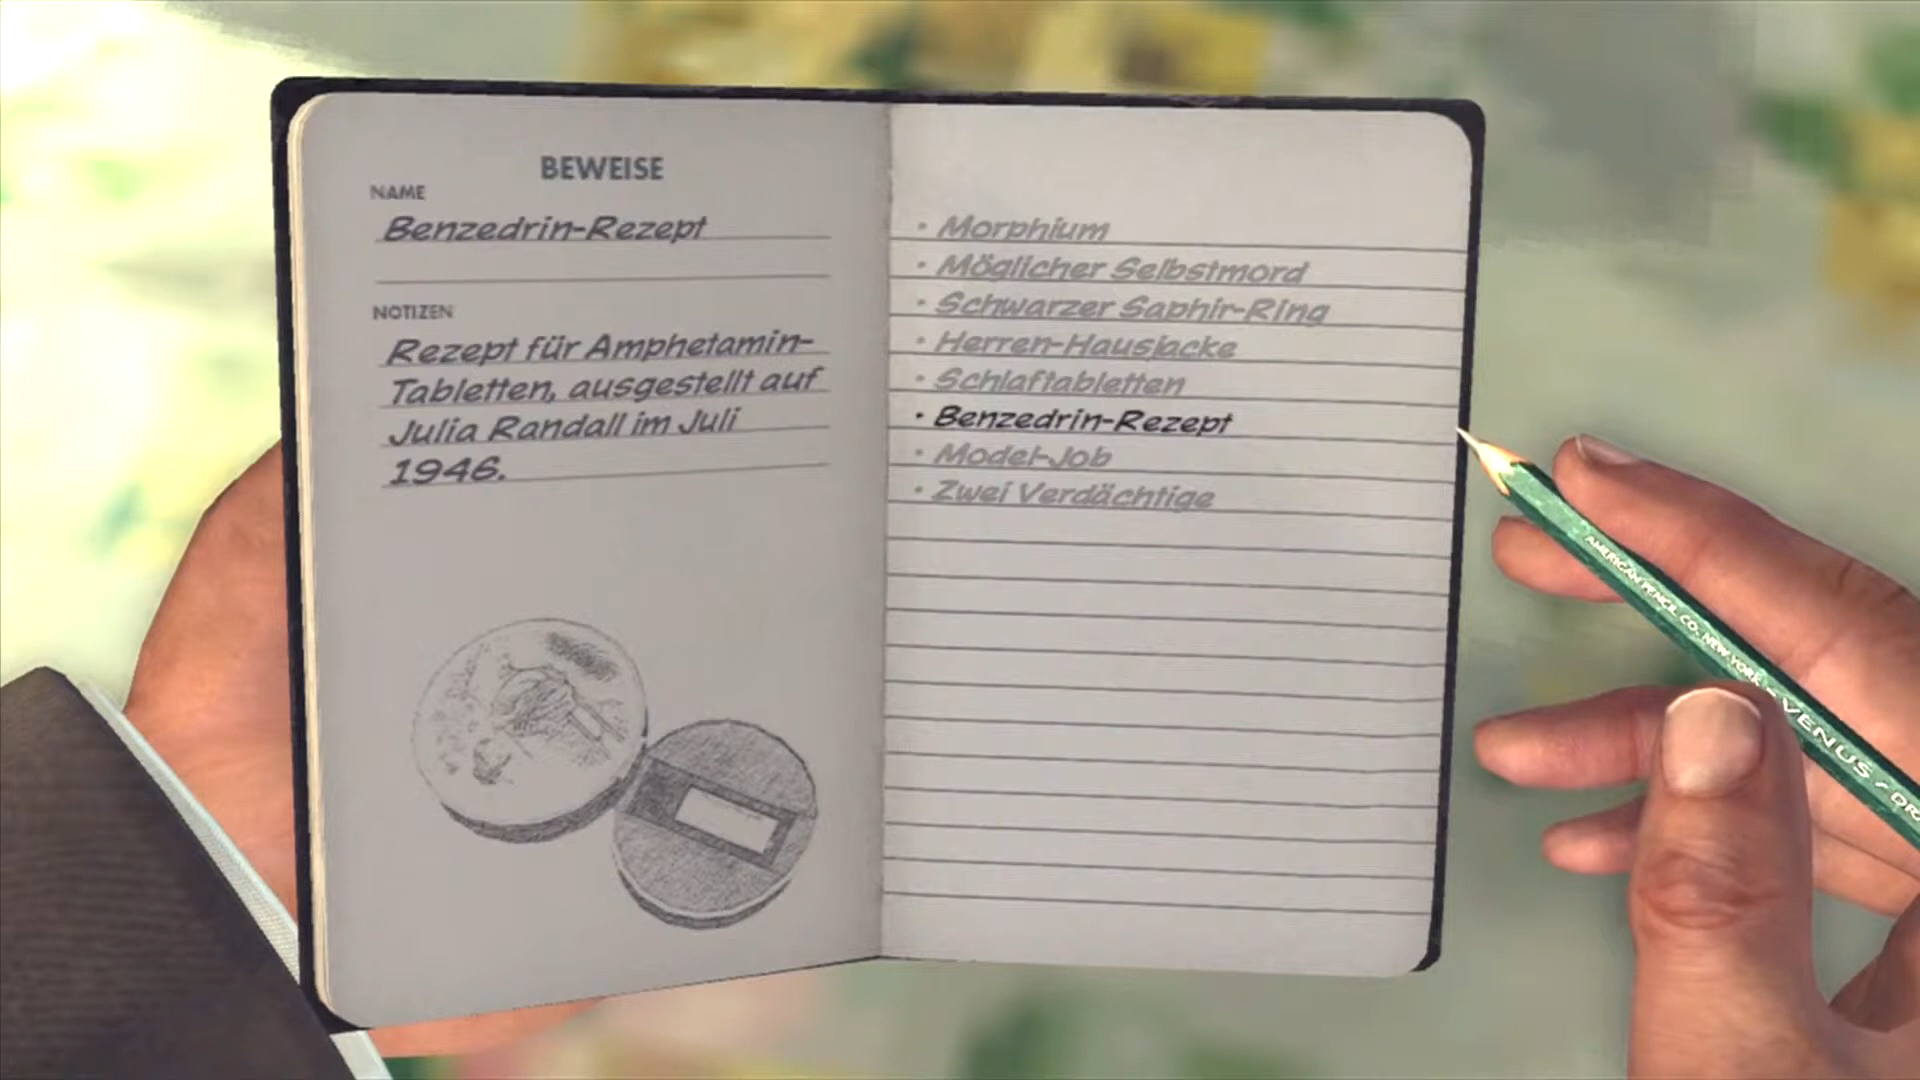 BEWEISE
NAME
Benzedrin-Rezept
NOTIZEN
Rezept für Amphetamin-
Tabletten, ausgestellt auf
Julia Randall im Juli
1946.
• Morphium
• Möglicher Selbstmord
• Schwarzer Saphir-Ring
• Herren-Hausjacke
• Schlaftabletten
• Benzedrin-Rezept
• Model-Job
• Zwei Verdächtige
AMERICAN PENCIL CO. NEW YORK VENUS / DR